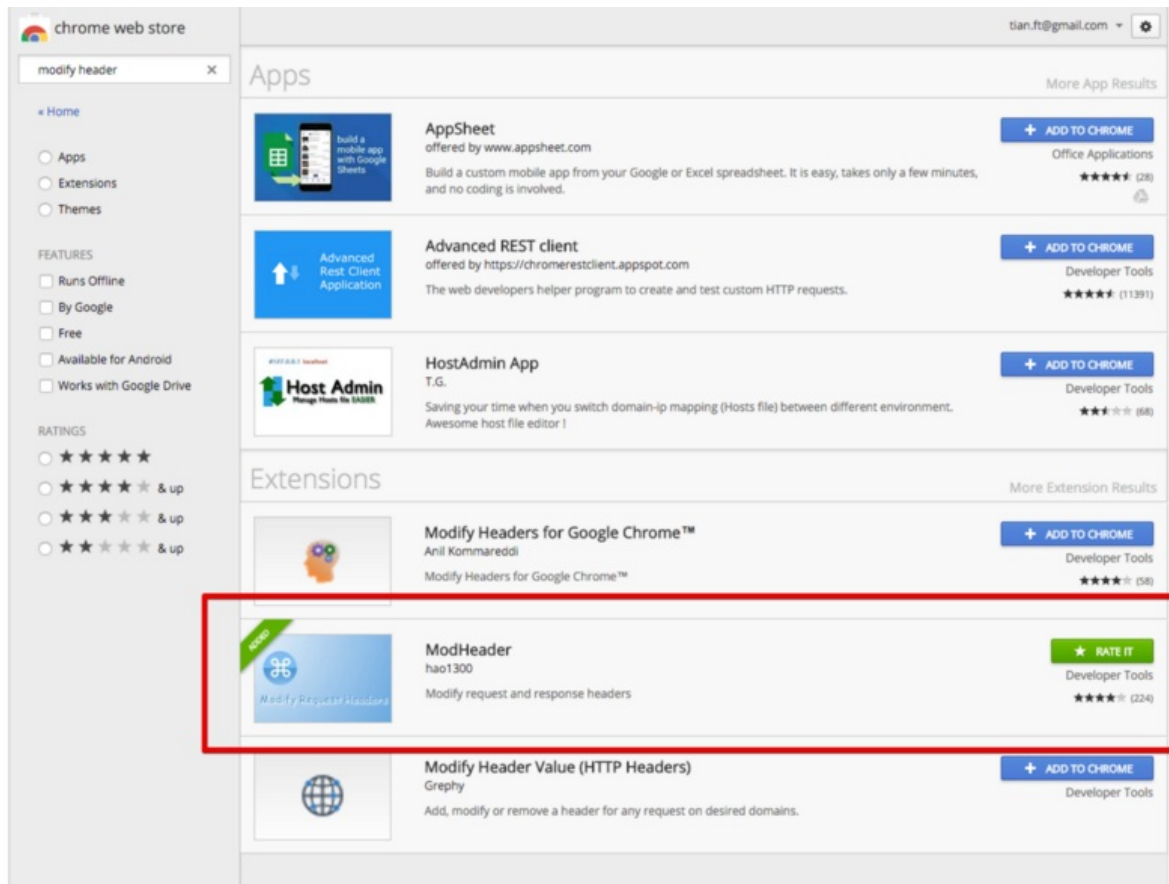 chrome web store
tian.ft@gmail.com
modify header
« Home
Apps
Extensions
Themes
FEATURES
Runs Offline
By Google
Free
Available for Android
Works with Google Drive
RATINGS
& up
& up
& up
Apps
More App Results
build a
mobile app
with Google
Sheets
AppSheet
offered by www.appsheet.com
Build a custom mobile app from your Google or Excel spreadsheet. It is easy, takes only a few minutes,
and no coding is involved.
+ ADD TO CHROME
Office Applications
(28)
Advanced
Rest Client
Application
Advanced REST client
offered by https://chromerestclient.appspot.com
The web developers helper program to create and test custom HTTP requests.
+ ADD TO CHROME
Developer Tools
(11391)
#127.0.0.1 localhost
Host Admin
Manage Hosts file EASIER
HostAdmin App
T.G.
Saving your time when you switch domain-ip mapping (Hosts file) between different environment.
Awesome host file editor !
+ ADD TO CHROME
Developer Tools
(68)
Extensions
More Extension Results
Modify Headers for Google Chrome™
Anil Kommareddi
Modify Headers for Google Chrome™
+ ADD TO CHROME
Developer Tools
(58)
ADDED
Modify Request Headers
ModHeader
hao1300
Modify request and response headers
RATE IT
Developer Tools
(224)
Modify Header Value (HTTP Headers)
Grephy
Add, modify or remove a header for any request on desired domains.
+ ADD TO CHROME
Developer Tools